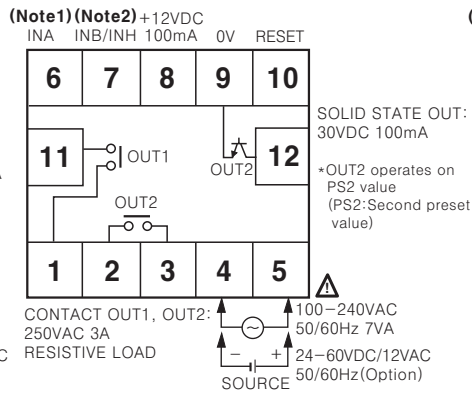 (Note1) (Note2) +12VDC
INA INB/INH 100mA 0V RESET
6 7 8 9 10
SOLID STATE OUT:
30VDC 100mA
11 OUT1 OUT2 12
*OUT2 operates on
PS2 value
(PS2:Second preset
value)
OUT2
1 2 3 4 5
CONTACT OUT1, OUT2:
250VAC 3A
RESISTIVE LOAD
100-240VAC
50/60Hz 7VA
− +
24-60VDC/12VAC
50/60Hz(Option)
SOURCE